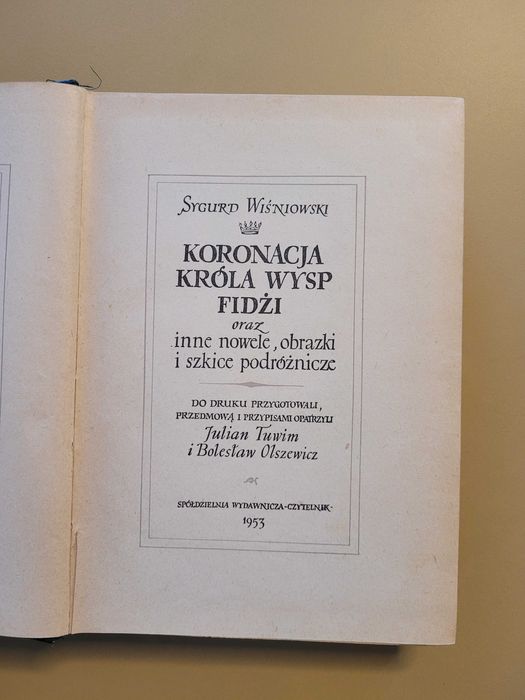 Sygurd Wiśniowski
KORONACJA
KRÓLA WYSP
FIDŻI
oraz
inne nowele, obrazki
i szkice podróżnicze
DO DRUKU PRZYGOTOWALI,
PRZEDMOWĄ I PRZYPISAMI OPATRZYLI
Julian Tuwim
i Bolesław Olszewicz
SPÓŁDZIELNIA WYDAWNICZA-CZYTELNIK-
1953